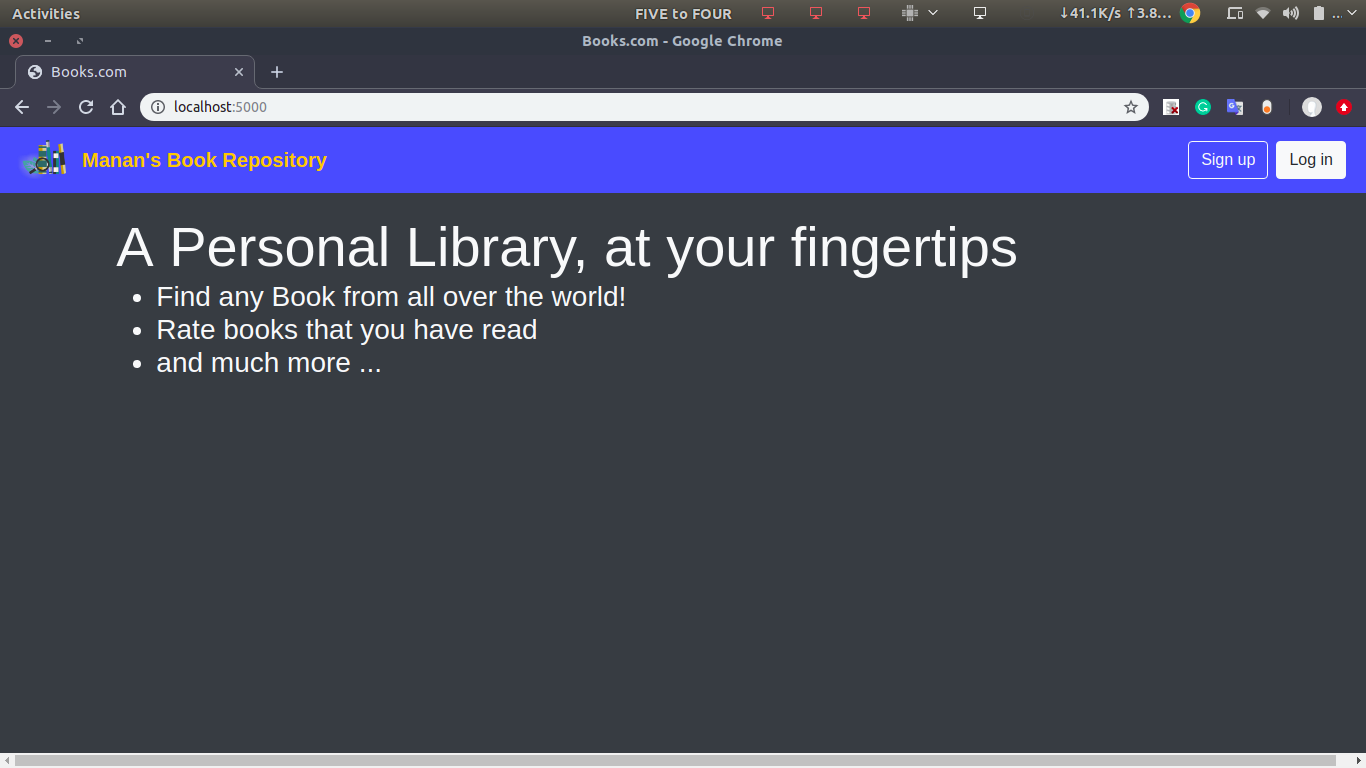 Activities FIVE to FOUR ↓41.1K/s ↑3.8... ...
Books.com - Google Chrome
Books.com
localhost:5000
Manan's Book Repository Sign up Log in
A Personal Library, at your fingertips
• Find any Book from all over the world!
• Rate books that you have read
• and much more ...